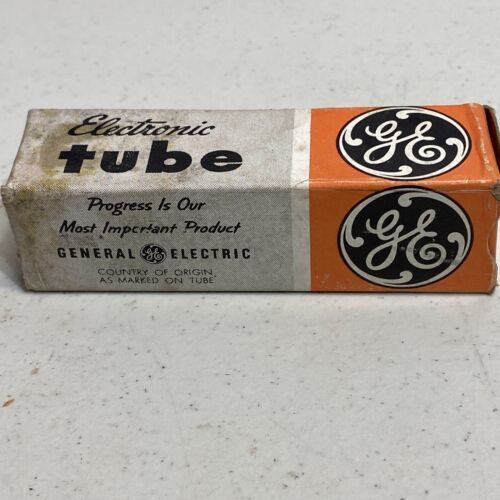 Electronic
tube
GE
Progress Is Our
Most Important Product
GENERAL GE ELECTRIC
COUNTRY OF ORIGIN
AS MARKED ON TUBE
GE